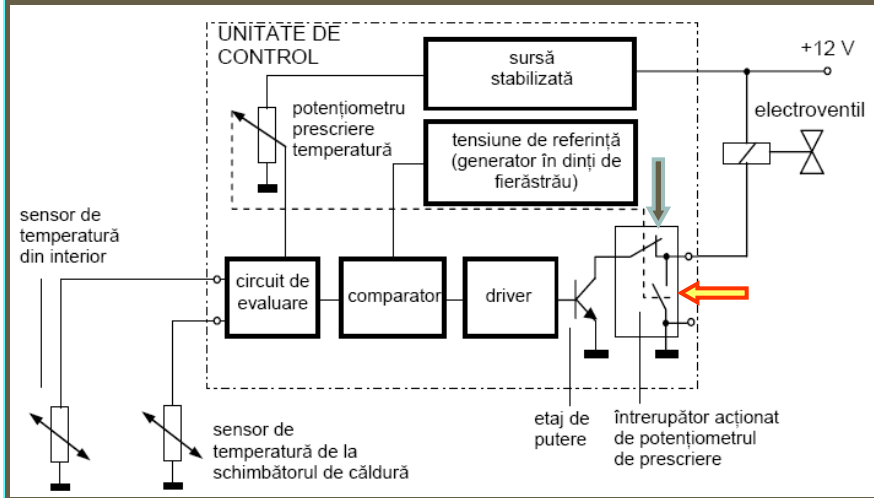 UNITATE DE
CONTROL
sursă
stabilizată
+12 V
electroventil
potențiometru
prescriere
temperatură
tensiune de referință
(generator în dinți de
fierăstrău)
sensor de
temperatură
din interior
circuit de
evaluare
comparator
driver
etaj de
putere
întrerupător acționat
de potențiometrul
de prescriere
sensor de
temperatură de la
schimbătorul de căldură